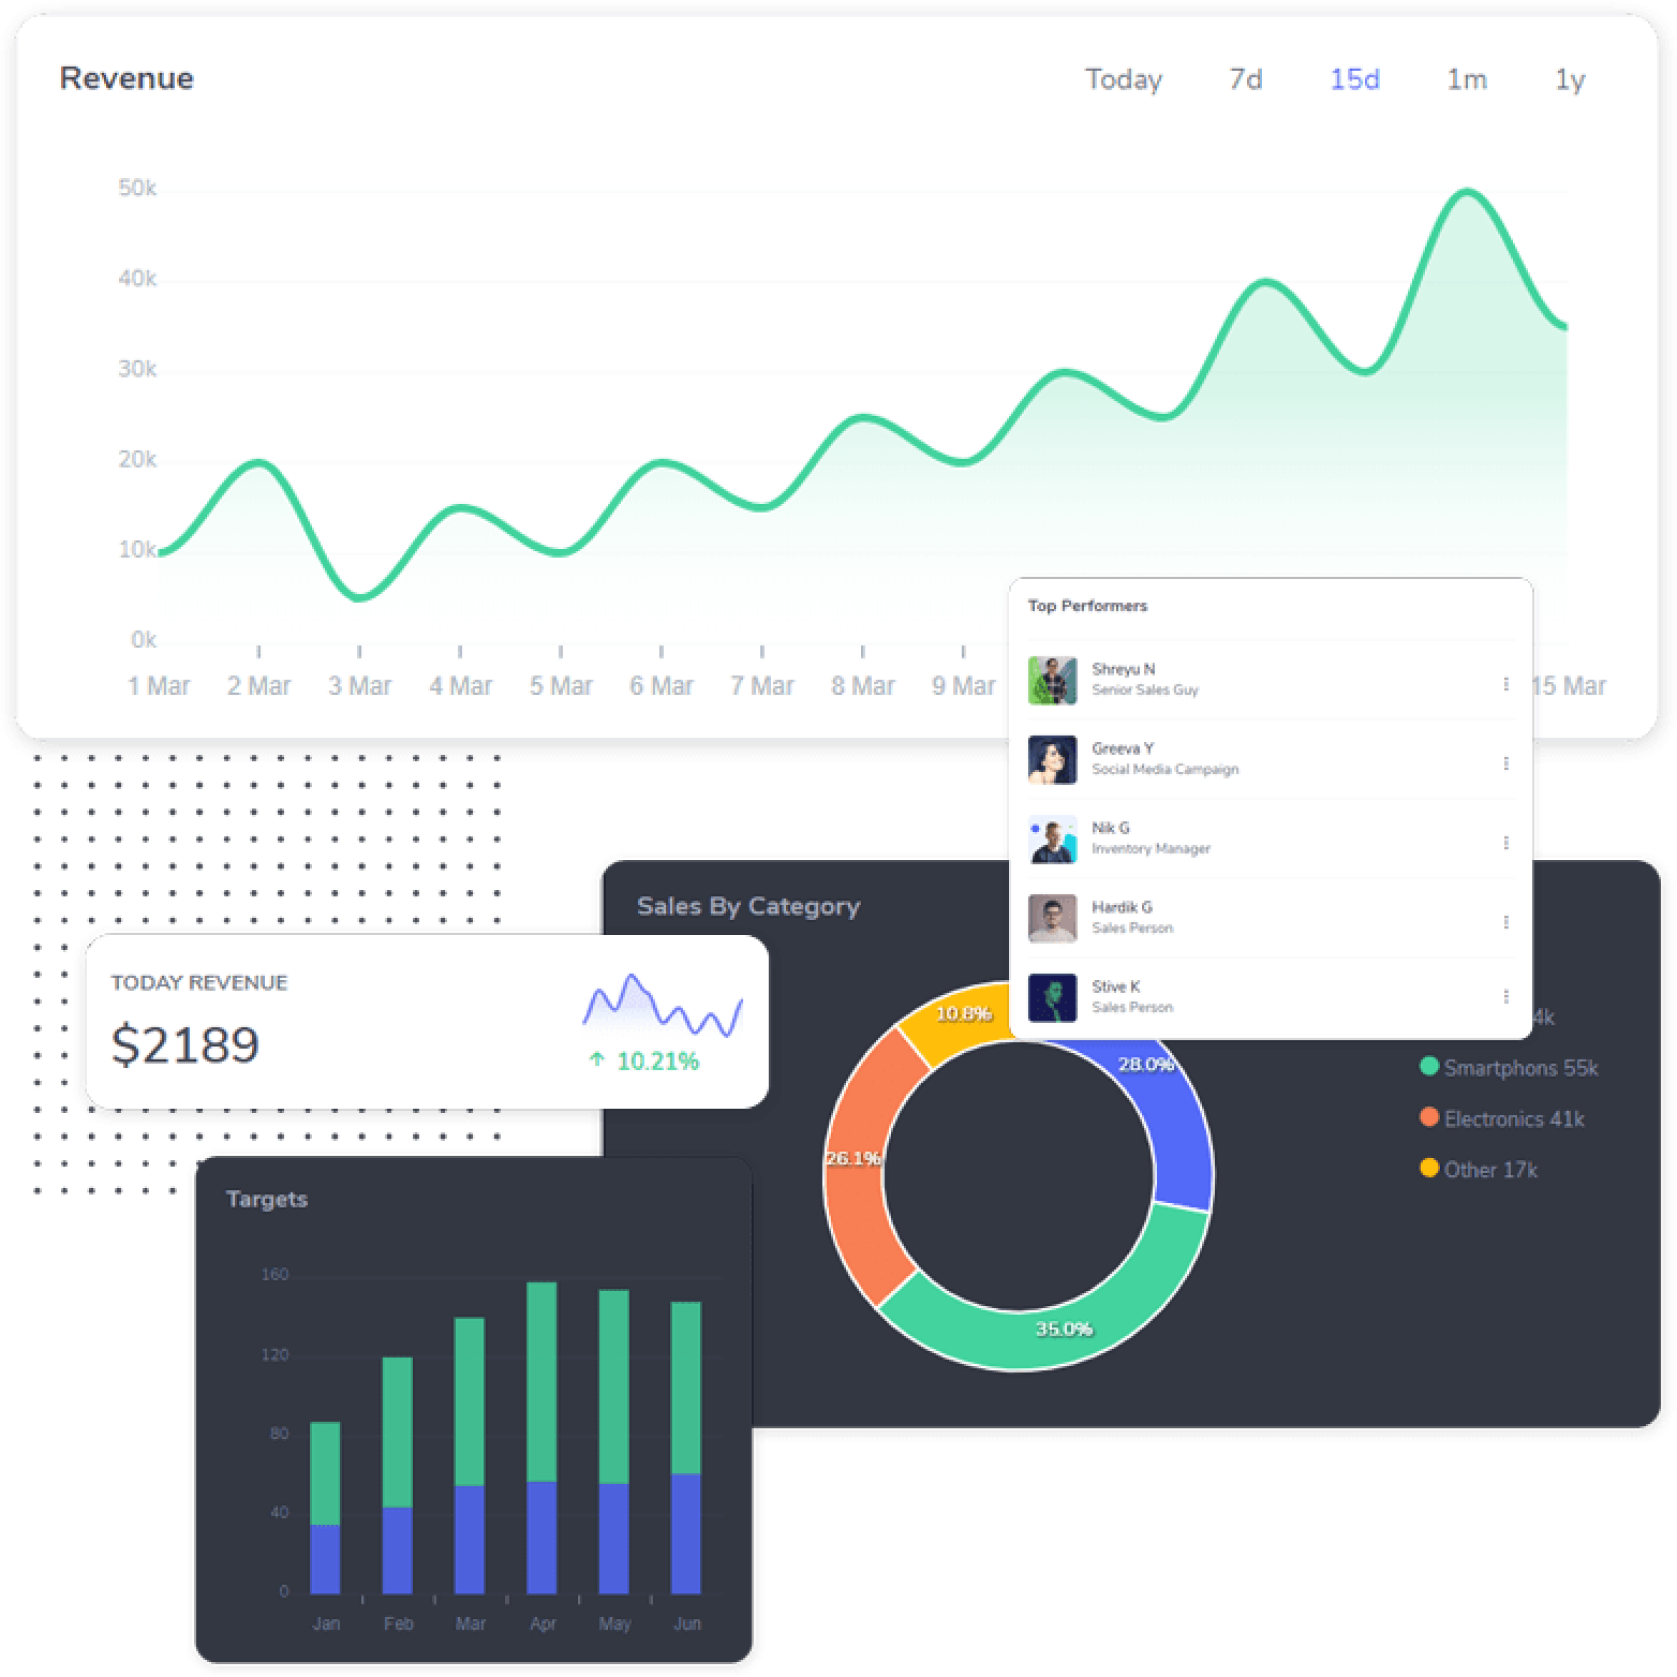 Revenue
Today 7d 15d 1m 1y
50k
40k
30k
20k
10k
0k
1 Mar 2 Mar 3 Mar 4 Mar 5 Mar 6 Mar 7 Mar 8 Mar 9 Mar 15 Mar
Top Performers
Shreyu N
Senior Sales Guy
Greeva Y
Social Media Campaign
Nik G
Inventory Manager
Hardik G
Sales Person
Stive K
Sales Person
Sales By Category
10.8%
28.0%
26.1%
35.0%
4k
Smartphons 55k
Electronics 41k
Other 17k
TODAY REVENUE
$2189
↑ 10.21%
Targets
160
120
80
40
0
Jan Feb Mar Apr May Jun